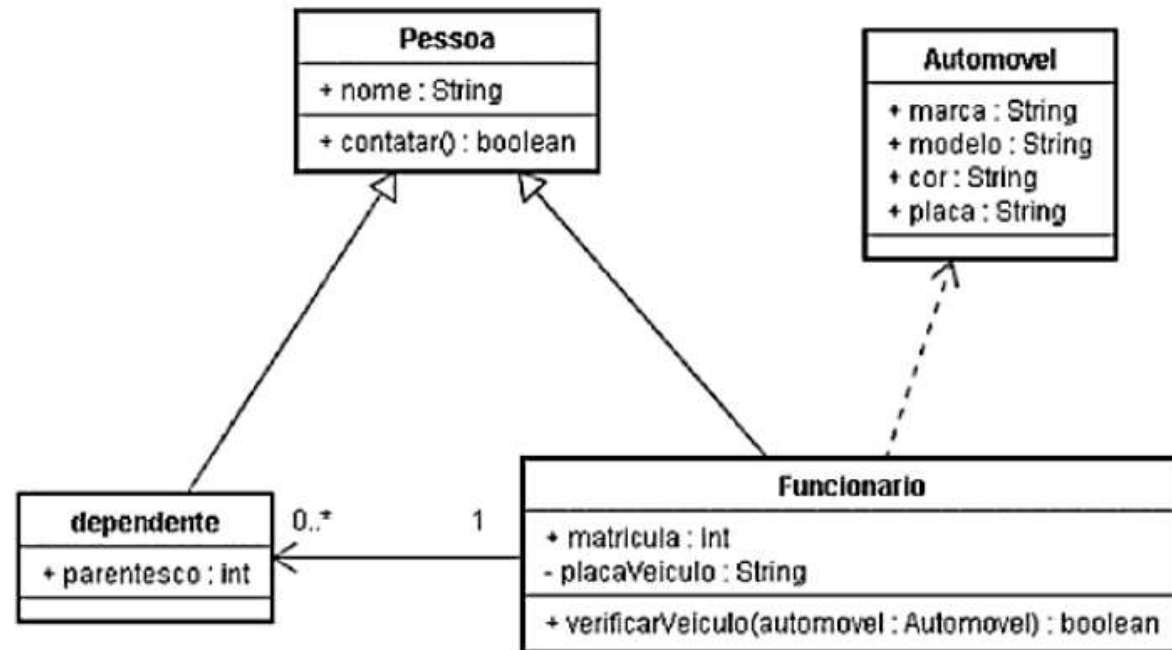 Pessoa
+ nome : String
+ contatar() : boolean
Automovel
+ marca : String
+ modelo : String
+ cor : String
+ placa : String
dependente
+ parentesco : int
0..*
1
Funcionario
+ matricula : int
- placaVeiculo : String
+ verificarVeiculo(automovel : Automovel) : boolean